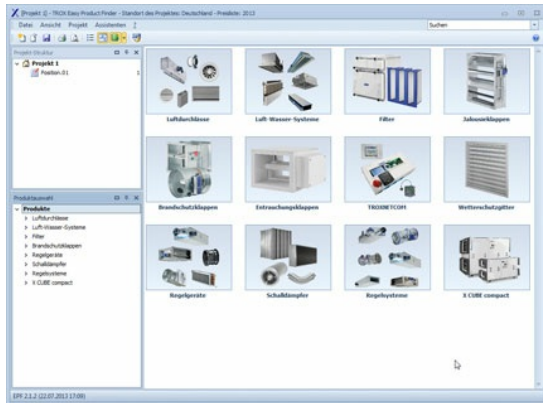 [Projekt 1] - TROX Easy Product Finder - Standort des Projektes: Deutschland - Preisliste: 2013
Datei Ansicht Projekt Assistenten ?
Suchen
Projekt-Struktur
Projekt 1
Position.01 1
Produktauswahl
Produkte
Luftdurchlässe
Luft-Wasser-Systeme
Filter
Brandschutzklappen
Regelgeräte
Schalldämpfer
Regelsysteme
X CUBE compact
Luftdurchlässe
Luft-Wasser-Systeme
Filter
Jalousieklappen
Brandschutzklappen
Entrauchungsklappen
TROXNETCOM
Wetterschutzgitter
Regelgeräte
Schalldämpfer
Regelsysteme
X CUBE compact
EPF 2.1.2 (22.07.2013 17:09)